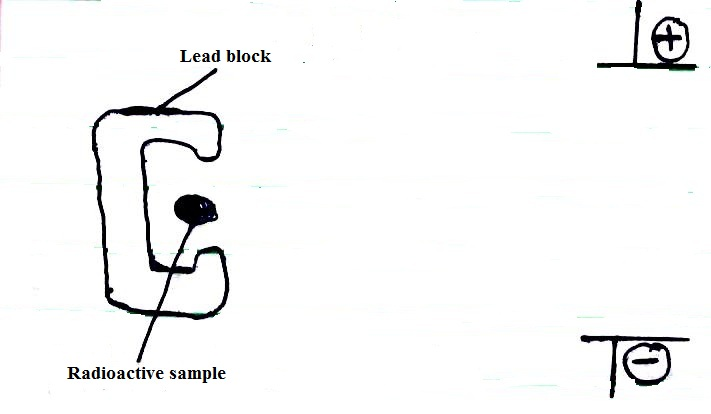 Lead block
+
−
Radioactive sample